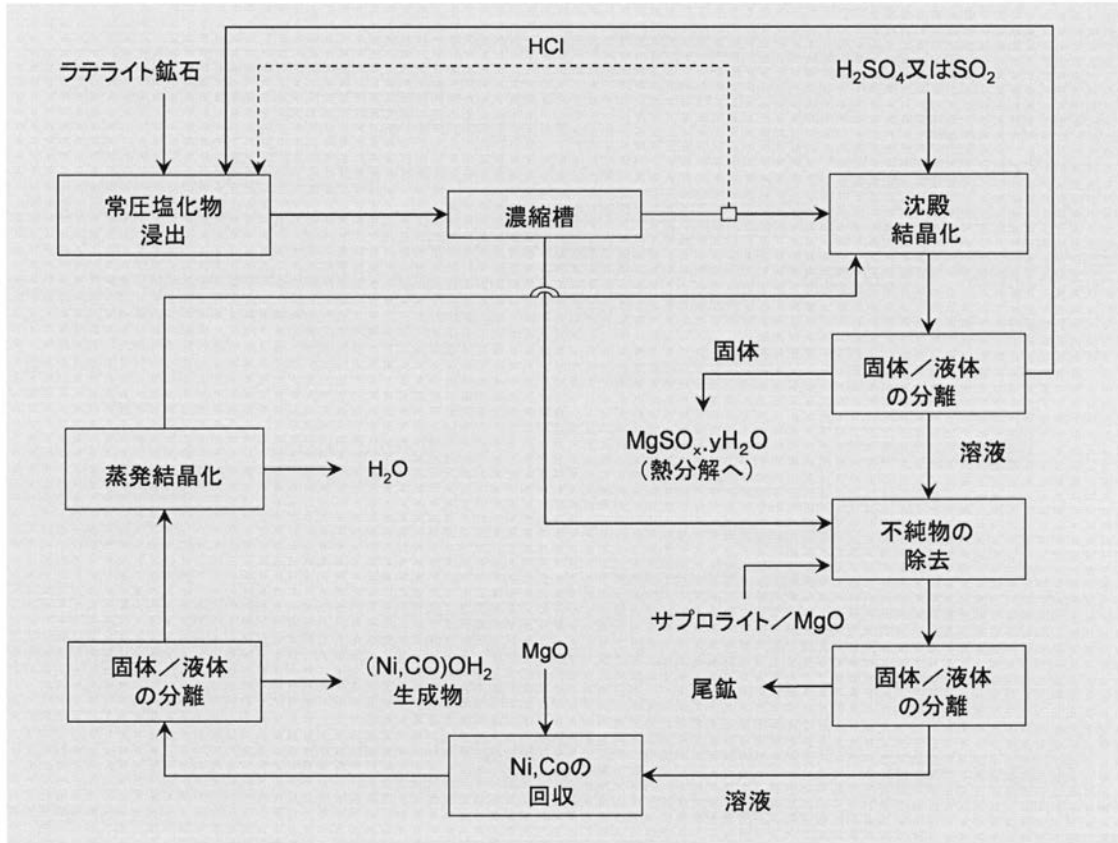 HCl
ラテライト鉱石
H₂SO₄又はSO₂
常圧塩化物
浸出
濃縮槽
沈殿
結晶化
固体
固体／液体
の分離
MgSOₓ.yH₂O
（熱分解へ）
溶液
蒸発結晶化
H₂O
不純物の
除去
サプロライト／MgO
固体／液体
の分離
(Ni,CO)OH₂
生成物
MgO
尾鉱
固体／液体
の分離
Ni,Coの
回収
溶液